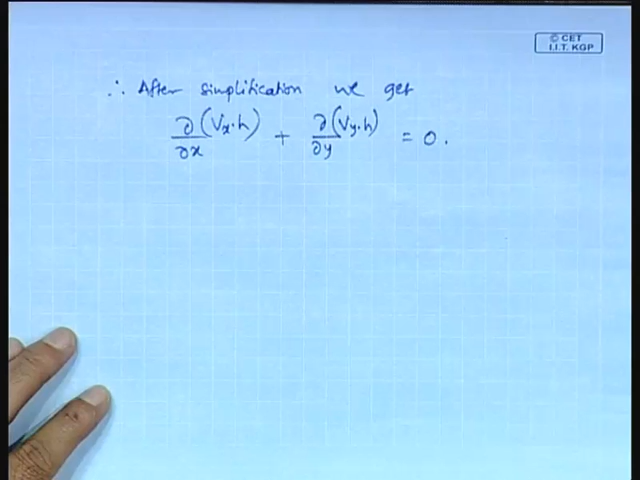 © CET
I.I.T. KGP
∴ After simplification we get
∂(Vx·h)/∂x + ∂(Vy·h)/∂y = 0.